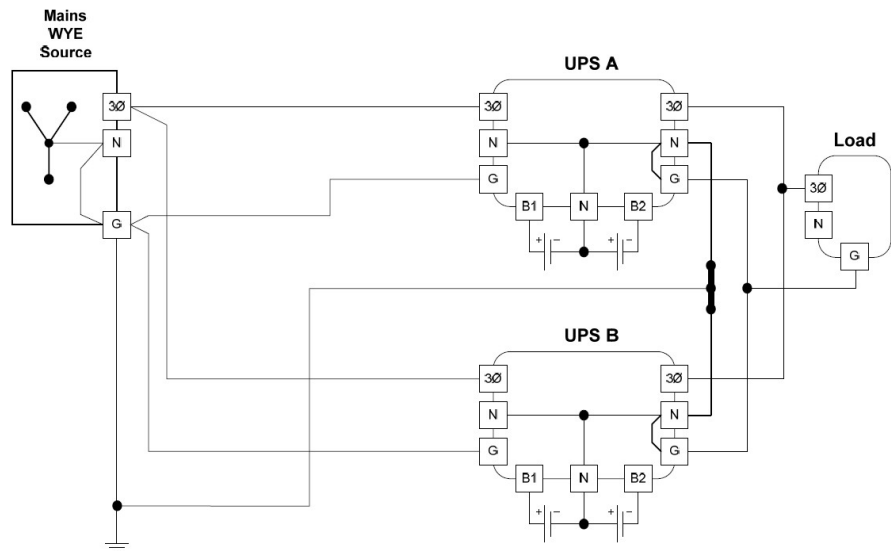 Mains
WYE
Source
3Ø
N
G
UPS A
3Ø
N
G
3Ø
N
G
B1
N
B2
+
−
+
−
Load
3Ø
N
G
UPS B
3Ø
N
G
3Ø
N
G
B1
N
B2
+
−
+
−